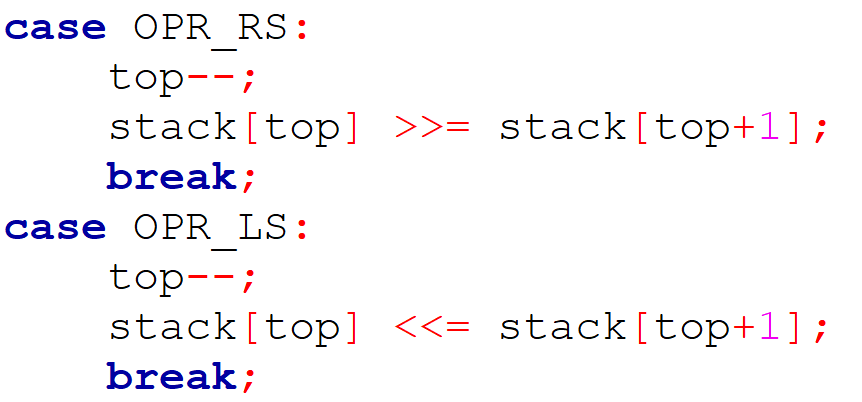 case OPR_RS:
    top--;
    stack[top] >>= stack[top+1];
    break;
case OPR_LS:
    top--;
    stack[top] <<= stack[top+1];
    break;